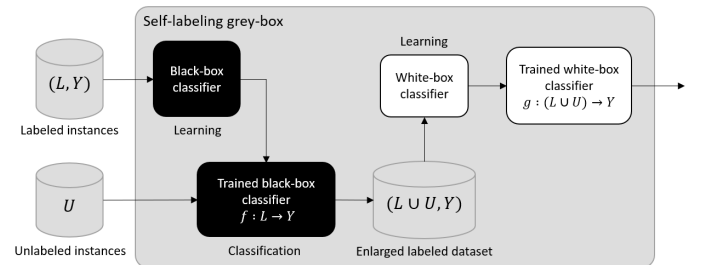 Self-labeling grey-box
(L, Y)
Labeled instances
Black-box
classifier
Learning
Learning
White-box
classifier
Trained white-box
classifier
g : (L ∪ U) → Y
U
Unlabeled instances
Trained black-box
classifier
f : L → Y
Classification
(L ∪ U, Y)
Enlarged labeled dataset